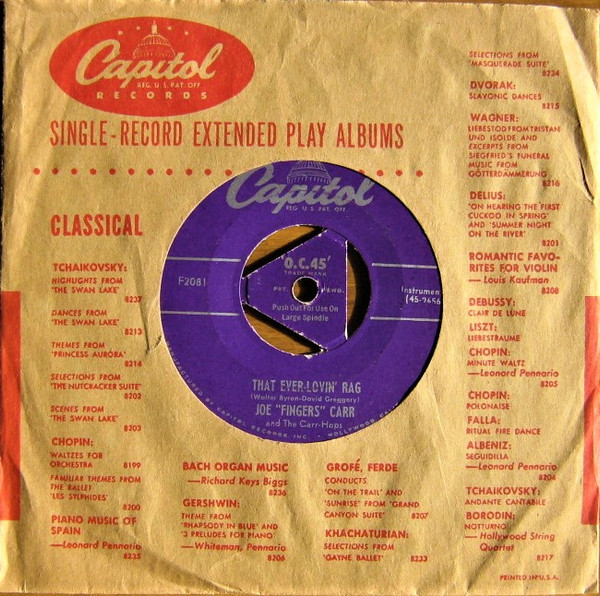 Capitol
REG. U.S. PAT. OFF.
RECORDS
SINGLE-RECORD EXTENDED PLAY ALBUMS
CLASSICAL
TCHAIKOVSKY:
HIGHLIGHTS FROM
'THE SWAN LAKE'
8237
DANCES FROM
'THE SWAN LAKE'
8213
THEMES FROM
'PRINCESS AURORA'
8214
SELECTIONS FROM
'THE NUTCRACKER SUITE'
8202
SCENES FROM
'THE SWAN LAKE'
8203
CHOPIN:
WALTZES FOR
ORCHESTRA 8199
FAMILIAR THEMES FROM
THE BALLET
'LES SYLPHIDES'
8200
PIANO MUSIC OF
SPAIN
—Leonard Pennario
8235
Capitol
REG. U.S. PAT. OFF.
'O.C.45'
TRADE MARK
F2081
PAT. PEND.
Push Out For Use On
Large Spindle
Instrumen
(45-9656
THAT EVER-LOVIN' RAG
(Walter Byron-David Greggory)
JOE "FINGERS" CARR
and The Carr-Hops
BY CAPITOL RECORDS INC. • HOLLYWOOD
BACH ORGAN MUSIC
—Richard Keys Biggs
8236
GERSHWIN:
THEME FROM
'RHAPSODY IN BLUE' AND
'3 PRELUDES FOR PIANO'
—Whiteman, Pennario
8206
GROFÉ, FERDE
CONDUCTS
'ON THE TRAIL' AND
'SUNRISE' FROM 'GRAND
CANYON SUITE' 8207
KHACHATURIAN:
SELECTIONS FROM
'GAYNE BALLET' 8233
SELECTIONS FROM
'MASQUERADE SUITE'
8234
DVORAK:
SLAVONIC DANCES
8215
WAGNER:
LIEBESTOD FROM TRISTAN
UND ISOLDE AND
EXCERPTS FROM
SIEGFRIED'S FUNERAL
MUSIC FROM
GÖTTERDÄMMERUNG
8216
DELIUS:
'ON HEARING THE FIRST
CUCKOO IN SPRING'
AND 'SUMMER NIGHT
ON THE RIVER'
8201
ROMANTIC FAVO-
RITES FOR VIOLIN
—Louis Kaufman
8208
DEBUSSY:
CLAIR DE LUNE
LISZT:
LIEBESTRAUME
CHOPIN:
MINUTE WALTZ
—Leonard Pennario
8205
CHOPIN:
POLONAISE
FALLA:
RITUAL FIRE DANCE
ALBENIZ:
SEGUIDILLA
—Leonard Pennario
8204
TCHAIKOVSKY:
ANDANTE CANTABILE
BORODIN:
NOTTURNO
—Hollywood String
Quartet
8217
PRINTED IN U.S.A.